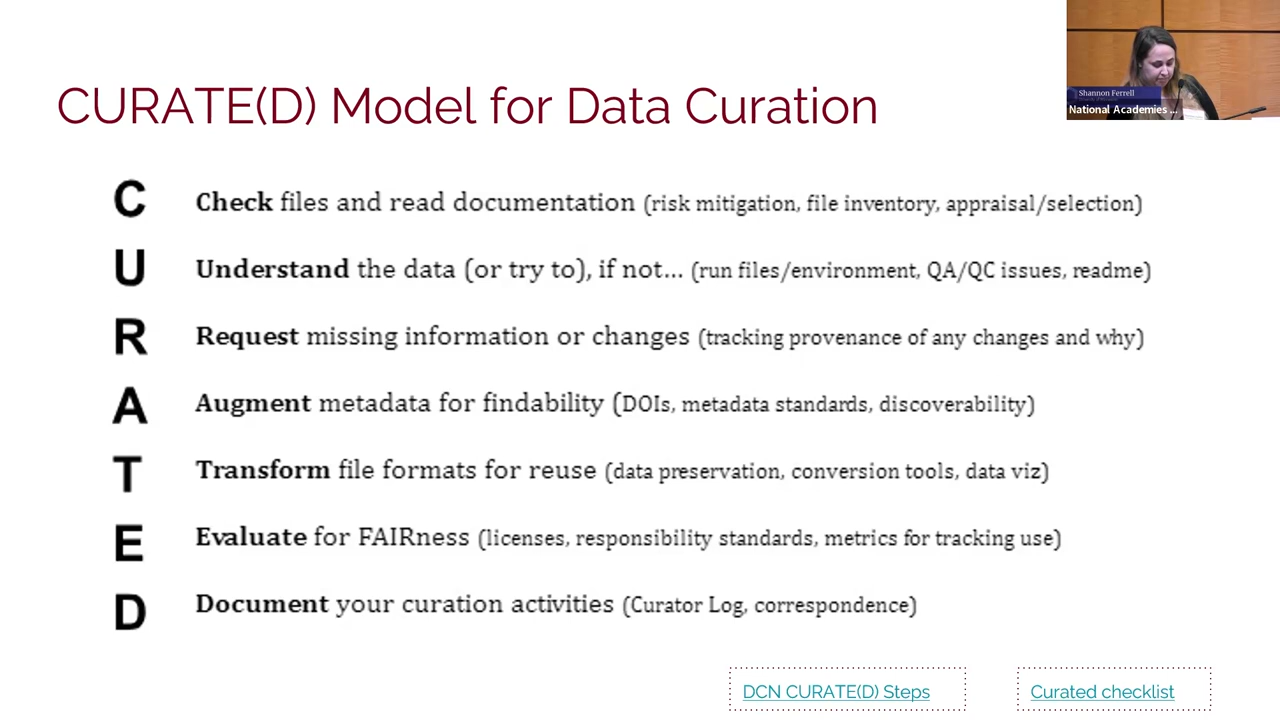 CURATE(D) Model for Data Curation
Shannon Ferrell
National Academies ...
C Check files and read documentation (risk mitigation, file inventory, appraisal/selection)
U Understand the data (or try to), if not... (run files/environment, QA/QC issues, readme)
R Request missing information or changes (tracking provenance of any changes and why)
A Augment metadata for findability (DOIs, metadata standards, discoverability)
T Transform file formats for reuse (data preservation, conversion tools, data viz)
E Evaluate for FAIRness (licenses, responsibility standards, metrics for tracking use)
D Document your curation activities (Curator Log, correspondence)
DCN CURATE(D) Steps
Curated checklist